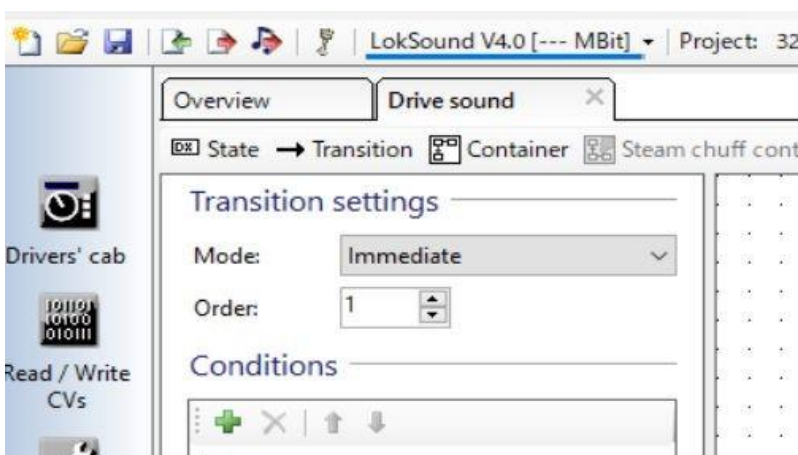 LokSound V4.0 [--- MBit] Project: 32
Overview Drive sound
DX State Transition Container Steam chuff cont
Transition settings
Drivers' cab Mode: Immediate
Order: 1
Conditions
Read / Write
CVs